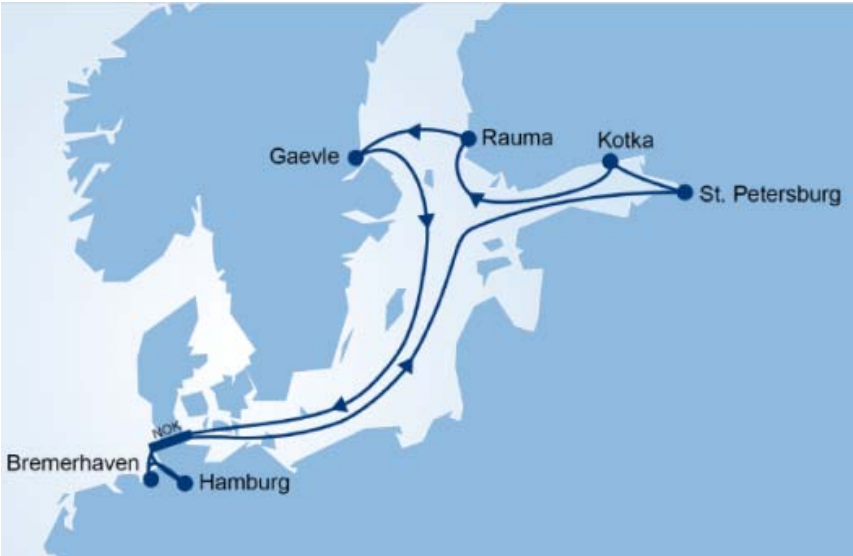 Rauma
Kotka
Gaevle
St. Petersburg
NOK
Bremerhaven
Hamburg